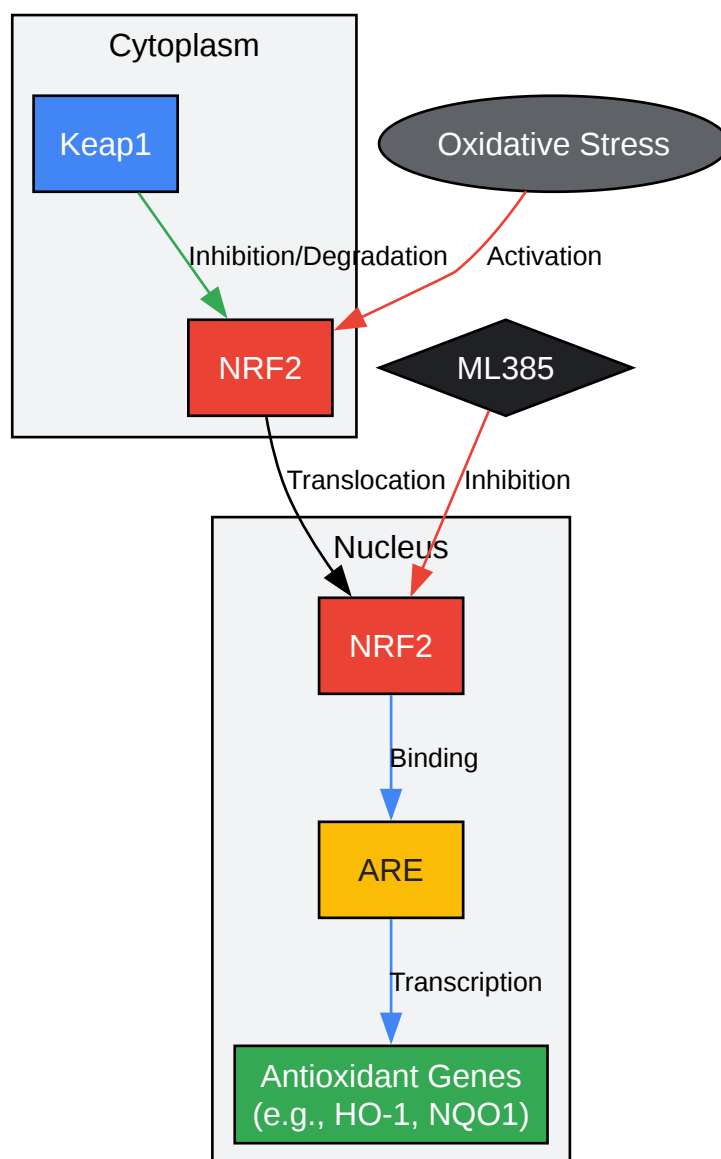 Cytoplasm
Keap1
Oxidative Stress
Inhibition/Degradation
Activation
NRF2
ML385
Translocation
Inhibition
Nucleus
NRF2
Binding
ARE
Transcription
Antioxidant Genes
(e.g., HO-1, NQO1)